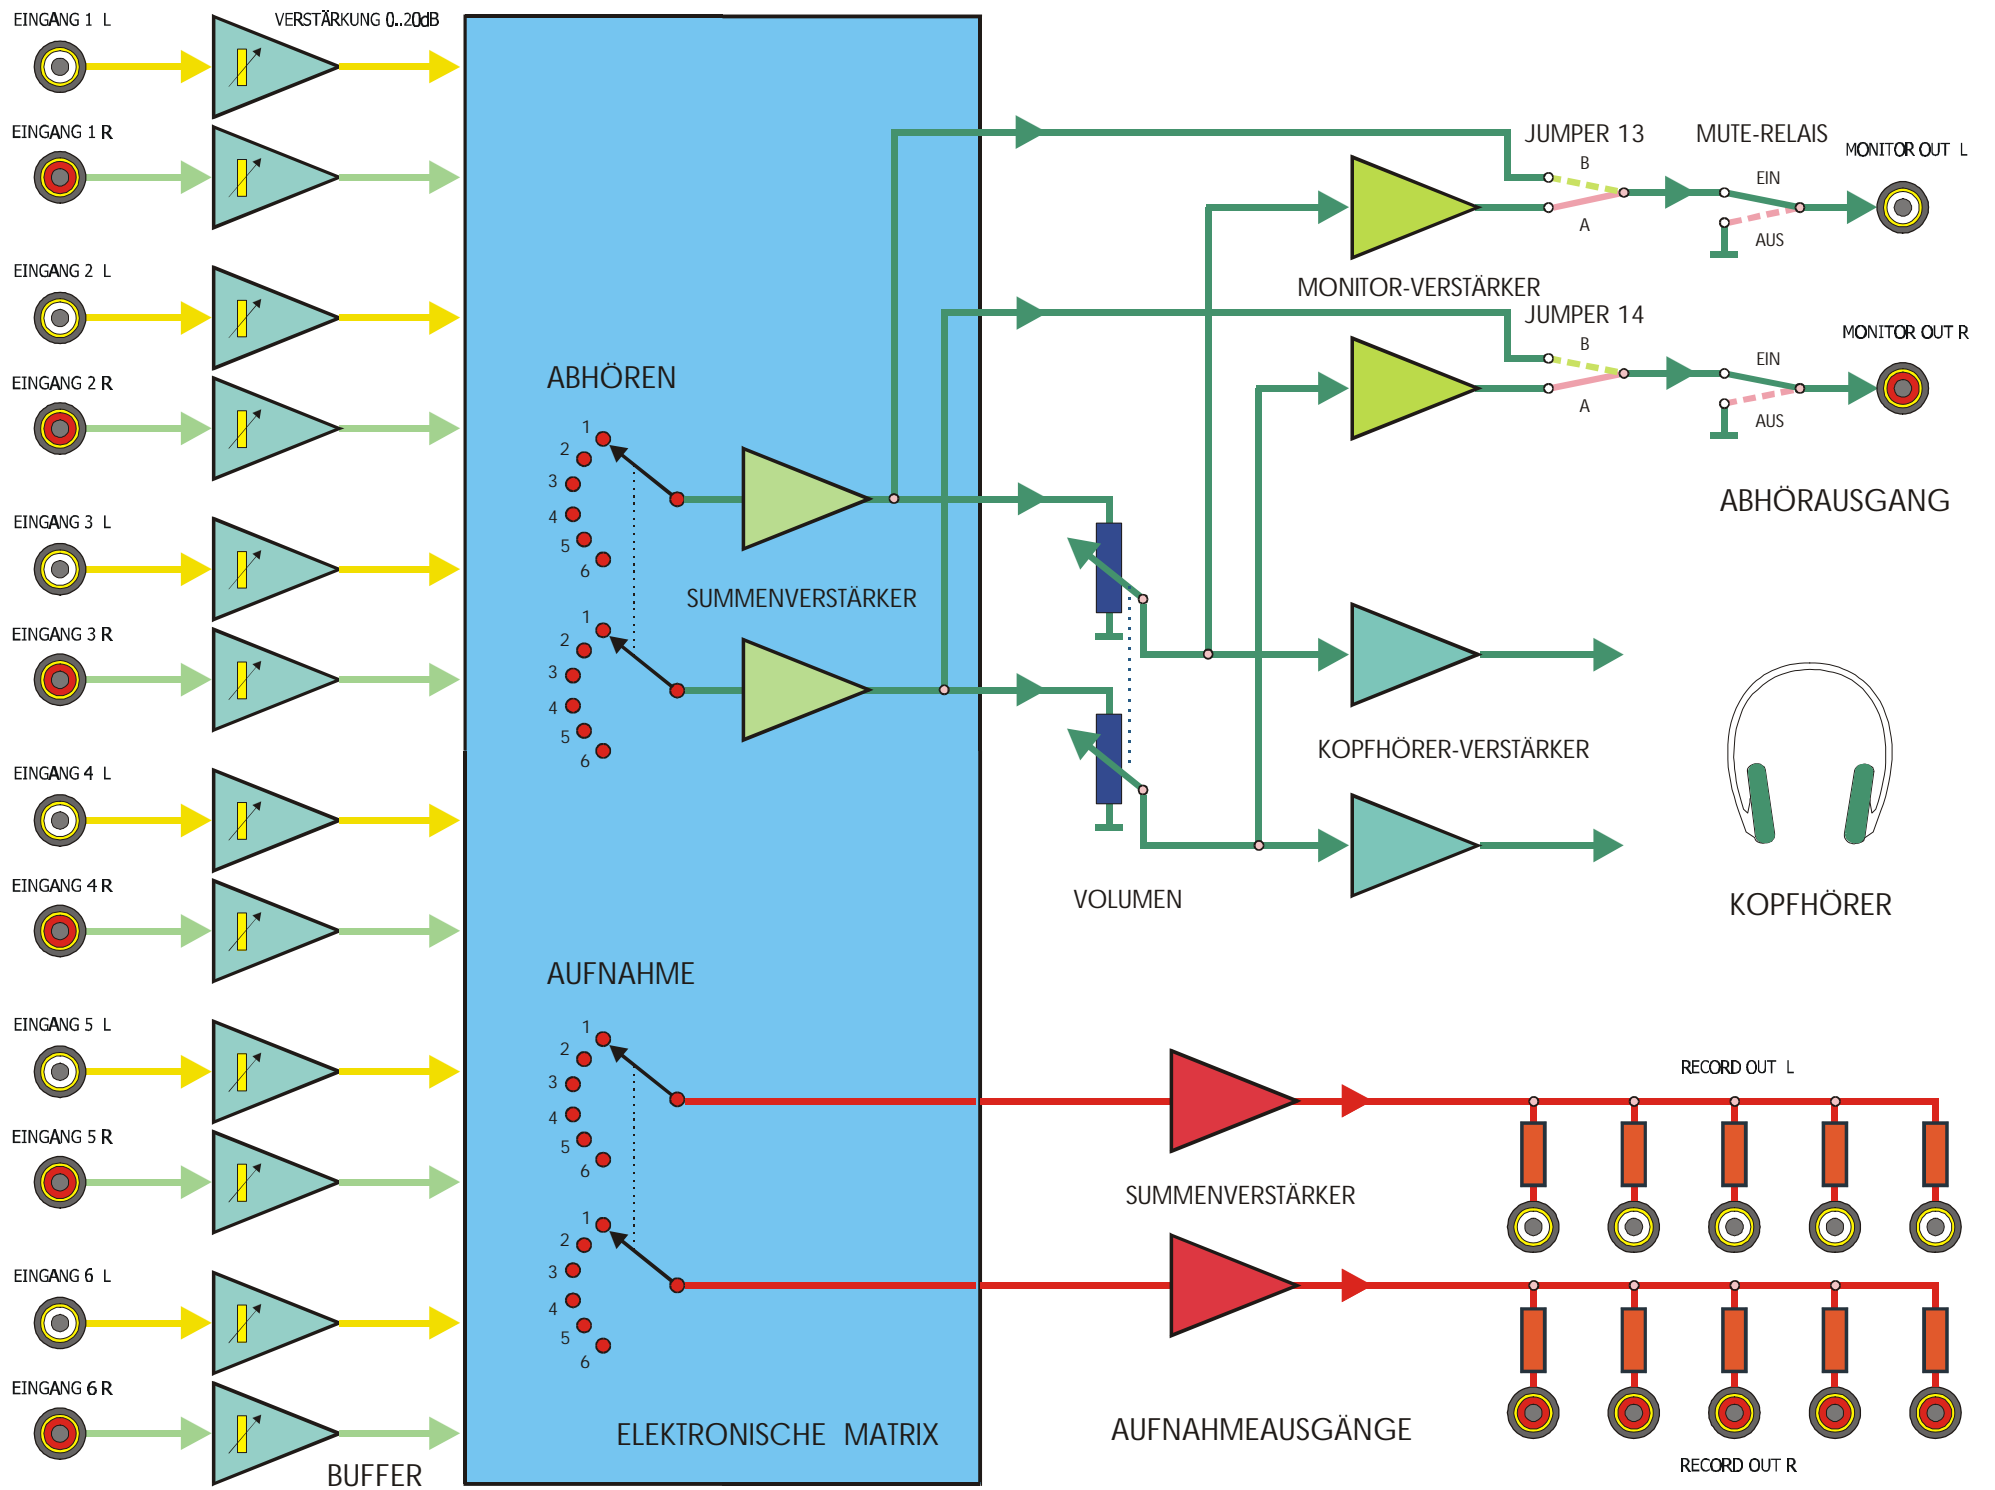 EINGANG 1 L
VERSTÄRKUNG 0..20dB
EINGANG 1 R
EINGANG 2 L
EINGANG 2 R
EINGANG 3 L
EINGANG 3 R
EINGANG 4 L
EINGANG 4 R
EINGANG 5 L
EINGANG 5 R
EINGANG 6 L
EINGANG 6 R
BUFFER
ABHÖREN
1
2
3
4
5
6
SUMMENVERSTÄRKER
1
2
3
4
5
6
AUFNAHME
1
2
3
4
5
6
1
2
3
4
5
6
ELEKTRONISCHE MATRIX
JUMPER 13
B
A
MUTE-RELAIS
EIN
AUS
MONITOR OUT L
MONITOR-VERSTÄRKER
JUMPER 14
B
A
EIN
AUS
MONITOR OUT R
ABHÖRAUSGANG
KOPFHÖRER-VERSTÄRKER
VOLUMEN
KOPFHÖRER
RECORD OUT L
SUMMENVERSTÄRKER
AUFNAHMEAUSGÄNGE
RECORD OUT R